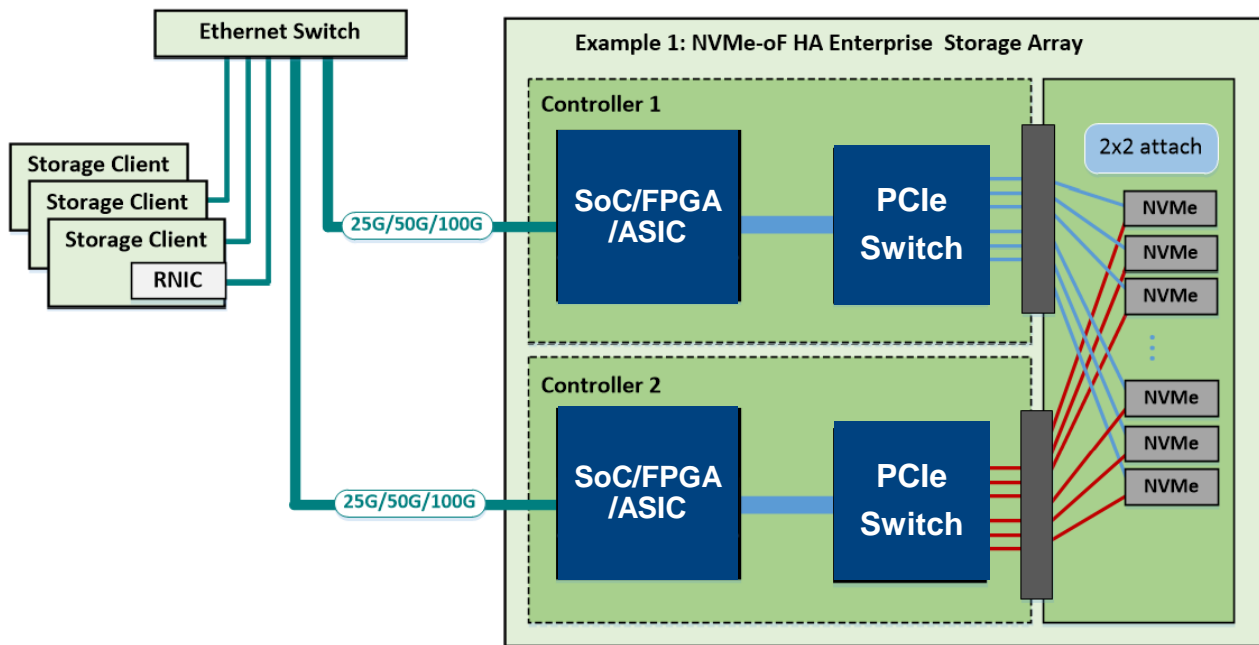 Ethernet Switch
Storage Client
Storage Client
Storage Client
RNIC
25G/50G/100G
25G/50G/100G
Example 1: NVMe-oF HA Enterprise Storage Array
Controller 1
SoC/FPGA
/ASIC
PCIe
Switch
Controller 2
SoC/FPGA
/ASIC
PCIe
Switch
2x2 attach
NVMe
NVMe
NVMe
NVMe
NVMe
NVMe